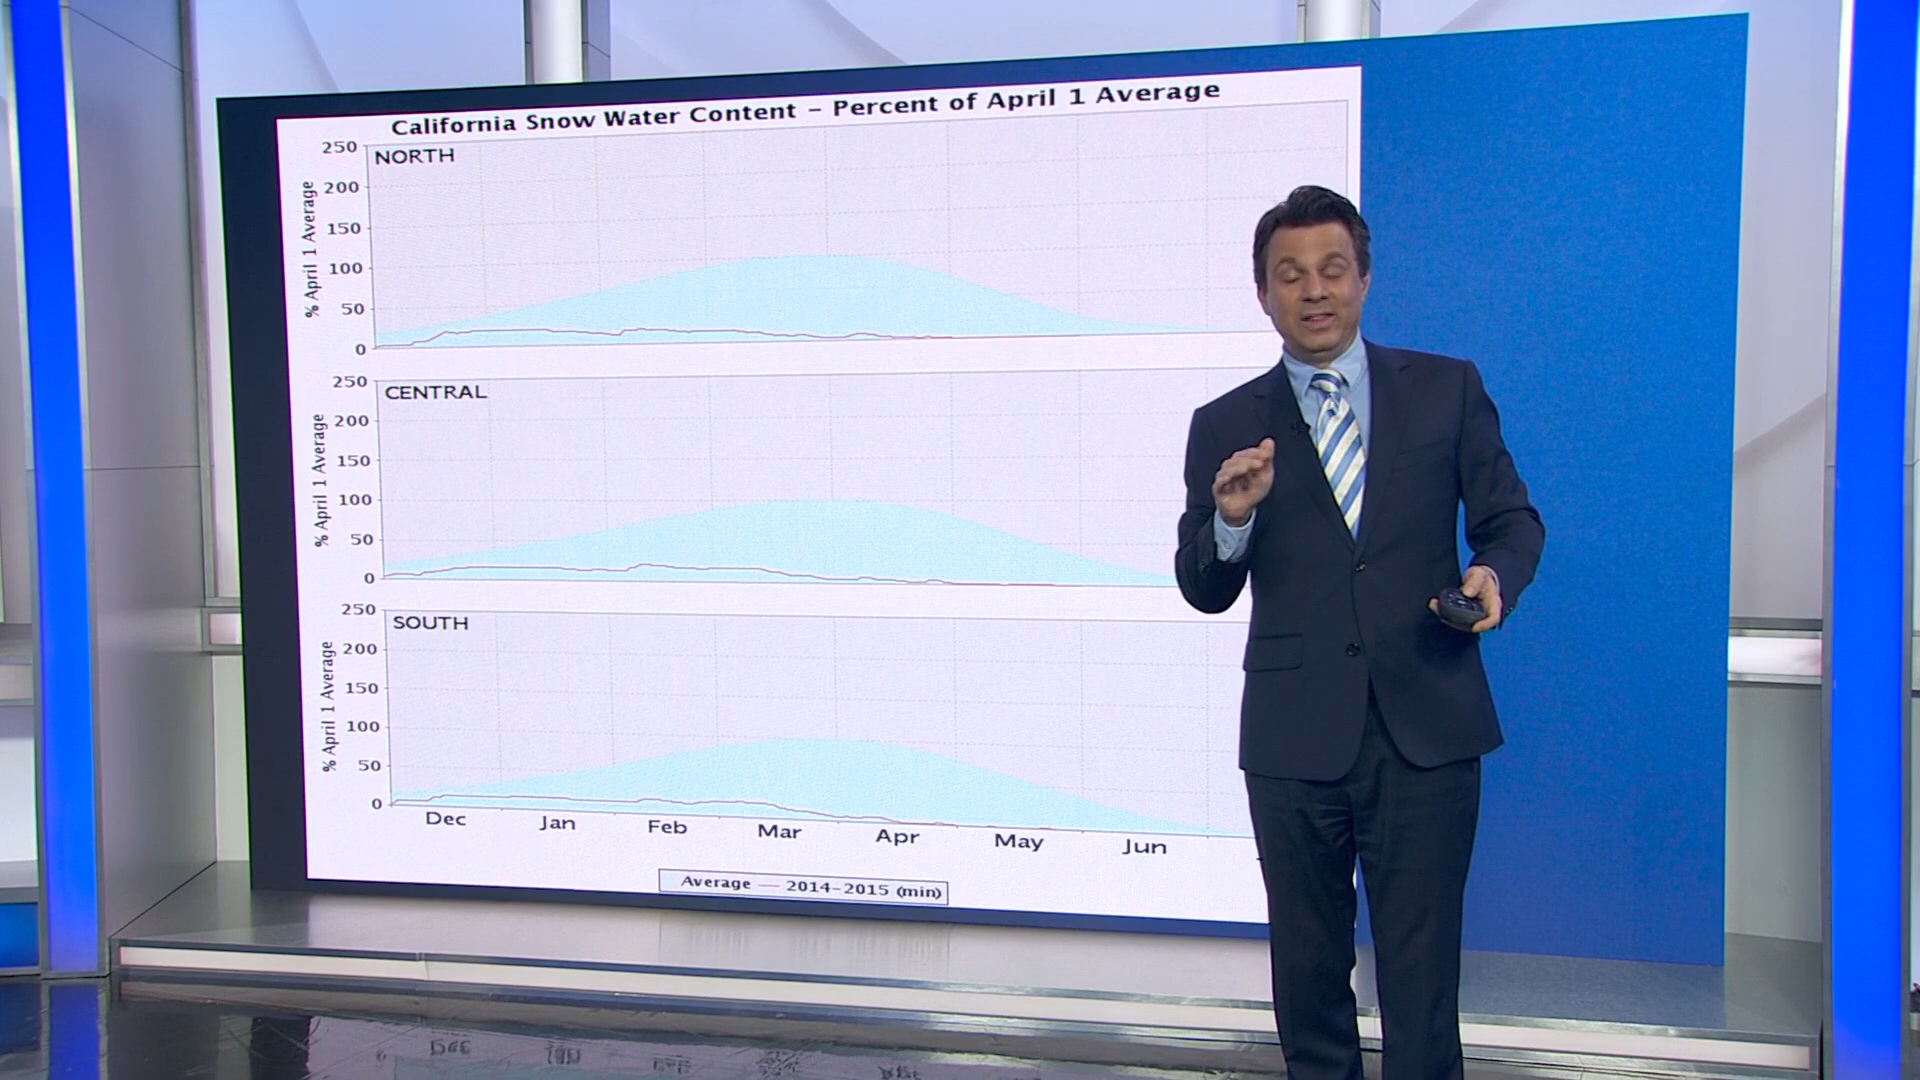 California Snow Water Content - Percent of April 1 Average
250
NORTH
200
150
100
50
0
% April 1 Average
250
CENTRAL
200
150
100
50
0
% April 1 Average
250
SOUTH
200
150
100
50
0
% April 1 Average
Dec Jan Feb Mar Apr May Jun
Average — 2014-2015 (min)